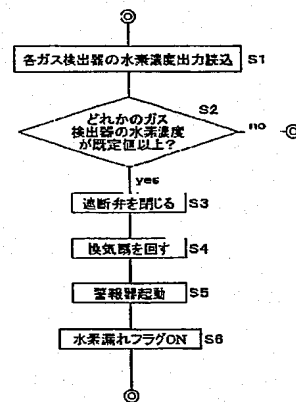 各ガス検出器の水素濃度出力読込 S1
どれかのガス S2
検出器の水素濃度 no
が既定値以上?
yes
遮断弁を閉じる S3
換気扇を回す S4
警報器起動 S5
水素漏れフラグON S6